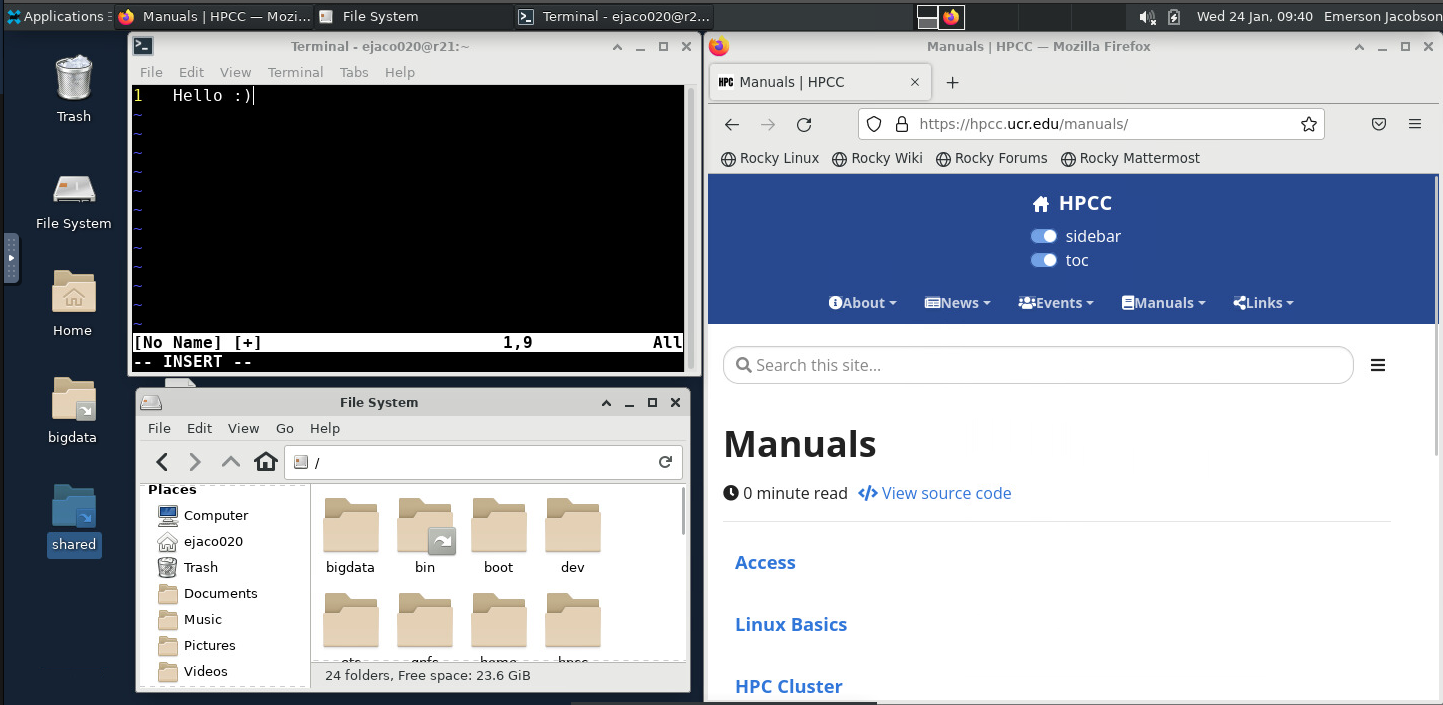 Applications
Manuals | HPCC — Mozi...
File System
Terminal - ejaco020@r2...
Wed 24 Jan, 09:40
Emerson Jacobson
Trash
File System
Home
bigdata
shared
Terminal - ejaco020@r21:~
File Edit View Terminal Tabs Help
1 Hello :)
~
~
~
~
~
~
~
~
~
~
~
~
[No Name] [+] 1,9 All
-- INSERT --
File System
File Edit View Go Help
/
Places
Computer
ejaco020
Trash
Documents
Music
Pictures
Videos
bigdata bin boot dev
etc gpfs home hpcc
24 folders, Free space: 23.6 GiB
Manuals | HPCC — Mozilla Firefox
HPC Manuals | HPCC
https://hpcc.ucr.edu/manuals/
Rocky Linux Rocky Wiki Rocky Forums Rocky Mattermost
HPCC
sidebar
toc
About News Events Manuals Links
Search this site...
Manuals
0 minute read View source code
Access
Linux Basics
HPC Cluster